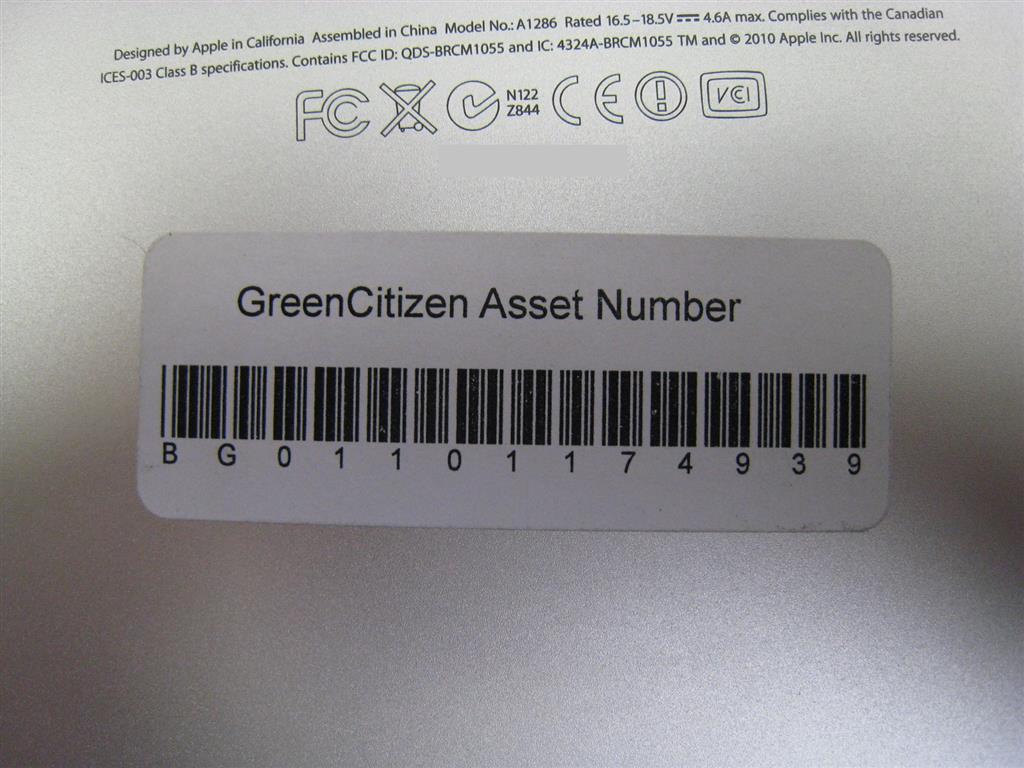 Designed by Apple in California Assembled in China Model No.: A1286 Rated 16.5–18.5V⎓ 4.6A max. Complies with the Canadian
ICES-003 Class B specifications. Contains FCC ID: QDS-BRCM1055 and IC: 4324A-BRCM1055 TM and © 2010 Apple Inc. All rights reserved.
FC N122 CE VCI
Z844
GreenCitizen Asset Number
B G 0 1 1 0 1 1 7 4 9 3 9